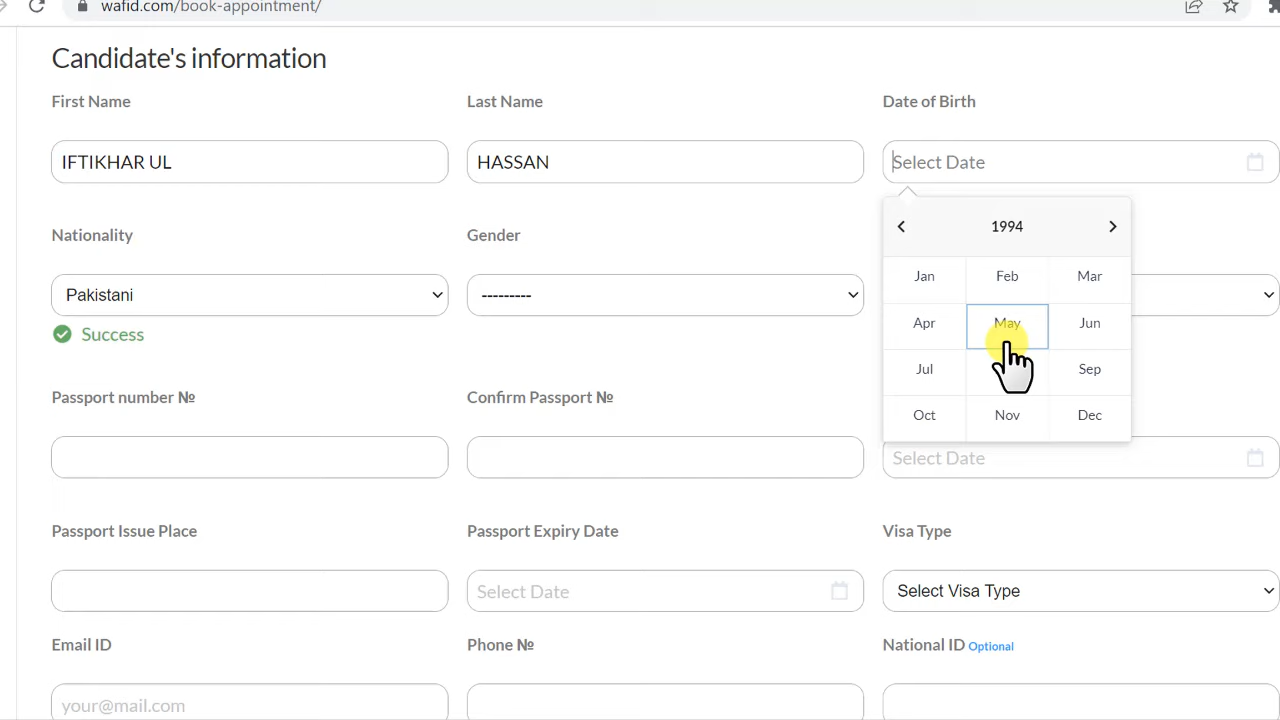 wafid.com/book-appointment/
Candidate's information
First Name Last Name Date of Birth
IFTIKHAR UL HASSAN Select Date
1994
Nationality Gender
Jan Feb Mar
Pakistani --------- 
Apr May Jun
Success
Jul Sep
Passport number № Confirm Passport №
Oct Nov Dec
Select Date
Passport Issue Place Passport Expiry Date Visa Type
Select Date Select Visa Type
Email ID Phone № National ID Optional
your@mail.com